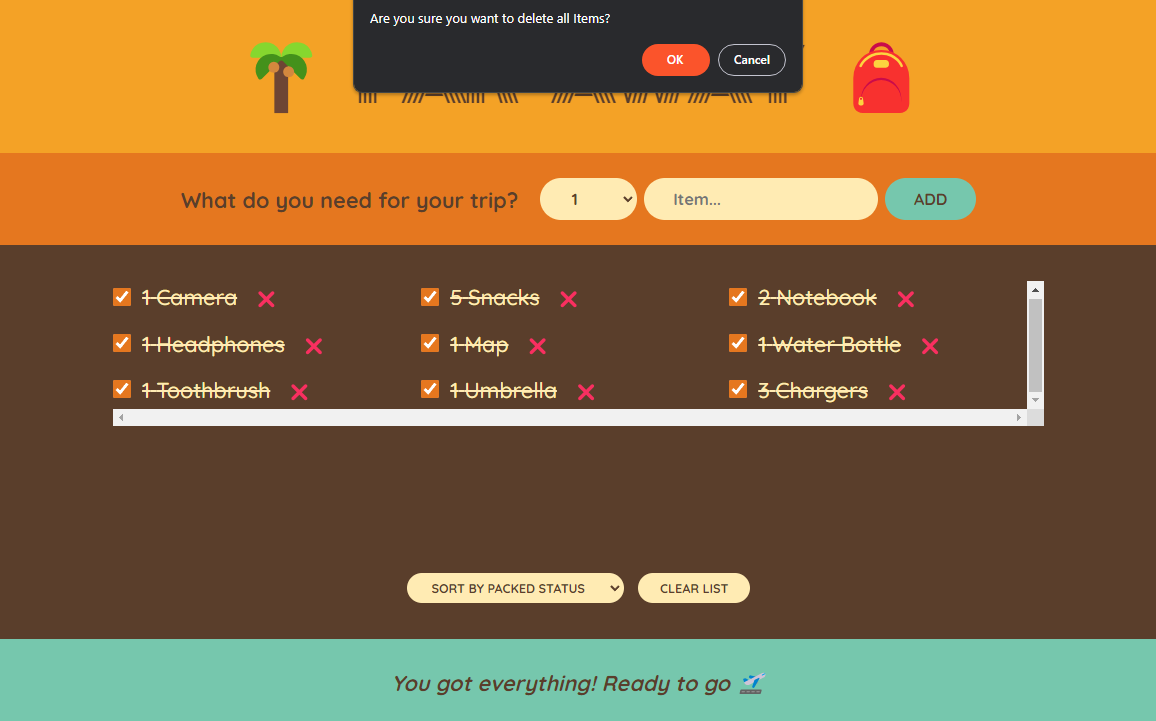 Are you sure you want to delete all Items?
OK Cancel
What do you need for your trip? 1 Item... ADD
1 Camera 5 Snacks 2 Notebook
1 Headphones 1 Map 1 Water Bottle
1 Toothbrush 1 Umbrella 3 Chargers
SORT BY PACKED STATUS CLEAR LIST
You got everything! Ready to go